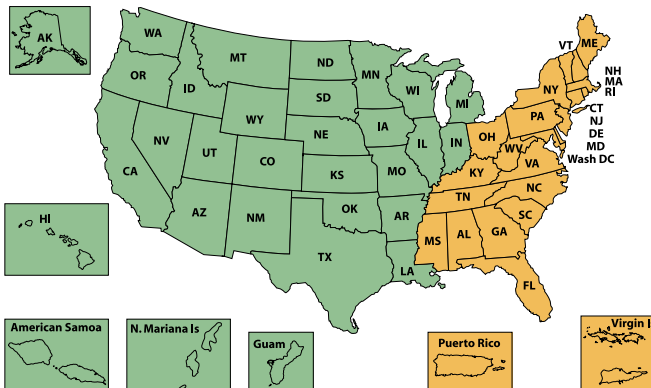 AK
WA
MT
ND
MN
VT
ME
OR
ID
SD
WI
MI
NY
NH
MA
RI
WY
IA
NE
PA
CT
NJ
DE
MD
Wash DC
NV
UT
CO
IL
IN
OH
WV
VA
CA
KS
MO
KY
NC
AZ
NM
OK
AR
TN
SC
HI
TX
LA
MS
AL
GA
FL
American Samoa
N. Mariana Is
Guam
Puerto Rico
Virgin I